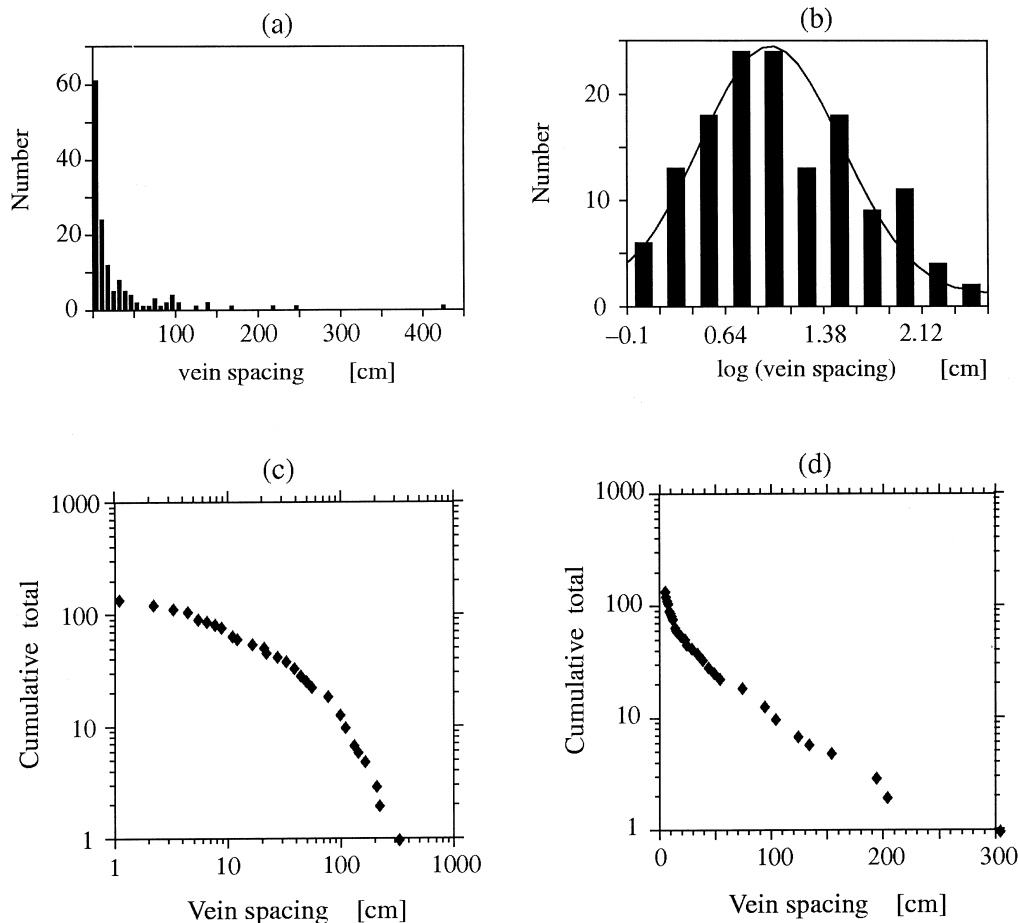 (a)
60
40
20
0
Number
100
200
300
400
vein spacing [cm]
(b)
20
10
0
Number
–0.1
0.64
1.38
2.12
log (vein spacing) [cm]
(c)
1000
100
10
1
Cumulative total
1
10
100
1000
Vein spacing [cm]
(d)
1000
100
10
1
Cumulative total
0
100
200
300
Vein spacing [cm]